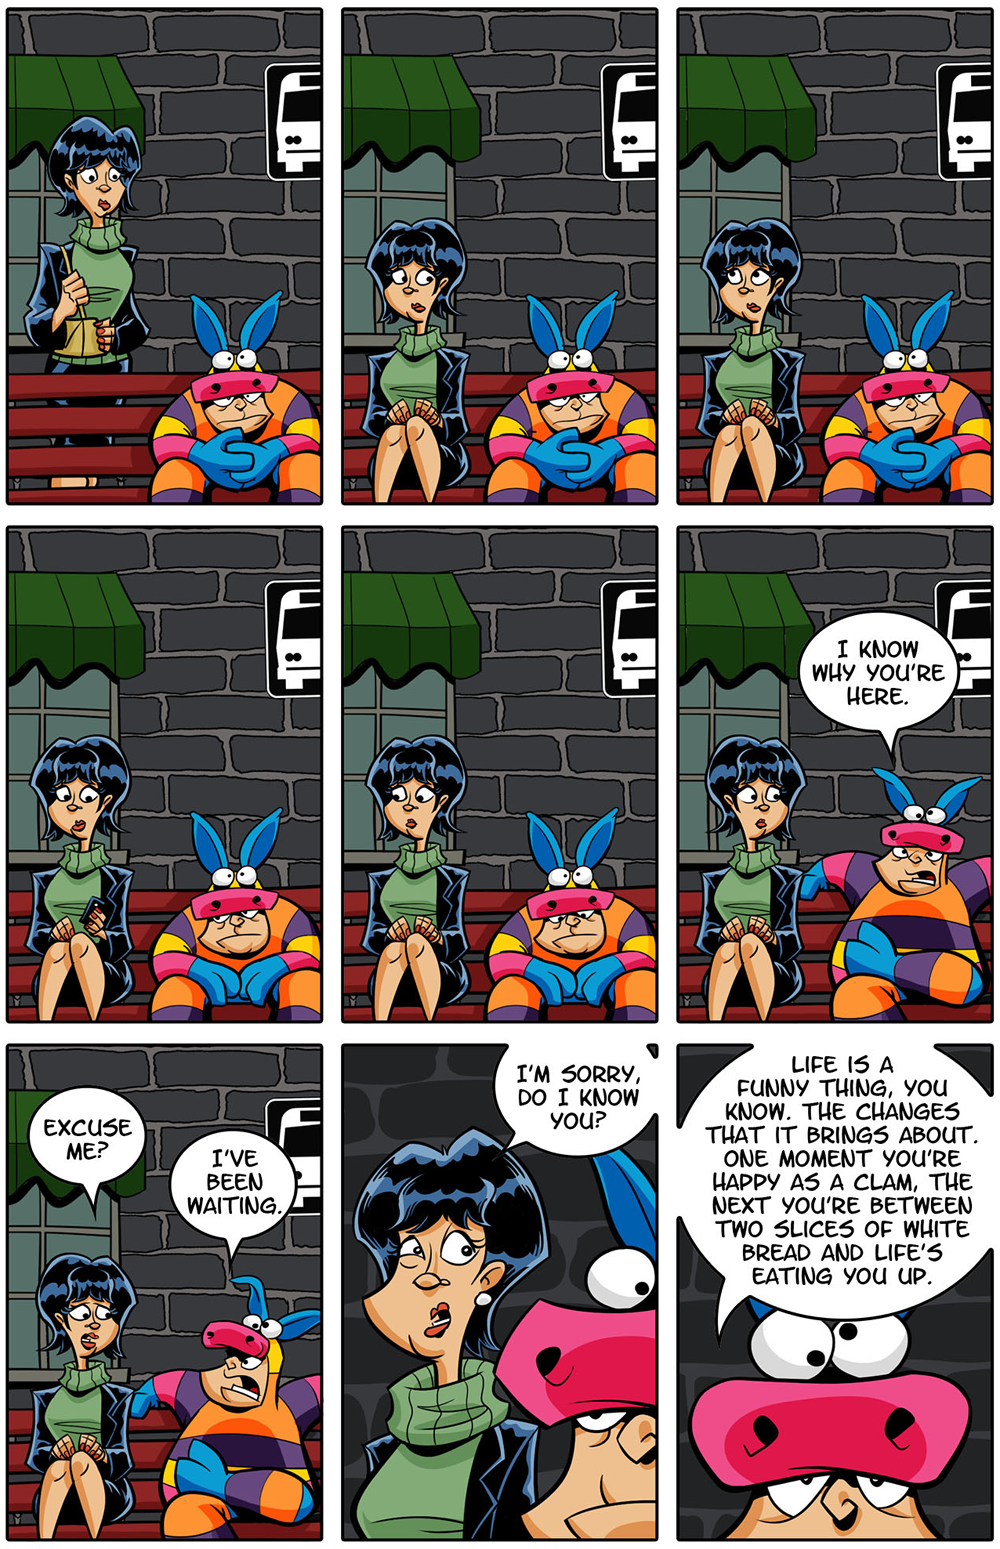 I KNOW
WHY YOU'RE
HERE.
EXCUSE
ME?
I'VE
BEEN
WAITING.
I'M SORRY,
DO I KNOW
YOU?
LIFE IS A
FUNNY THING, YOU
KNOW. THE CHANGES
THAT IT BRINGS ABOUT.
ONE MOMENT YOU'RE
HAPPY AS A CLAM, THE
NEXT YOU'RE BETWEEN
TWO SLICES OF WHITE
BREAD AND LIFE'S
EATING YOU UP.